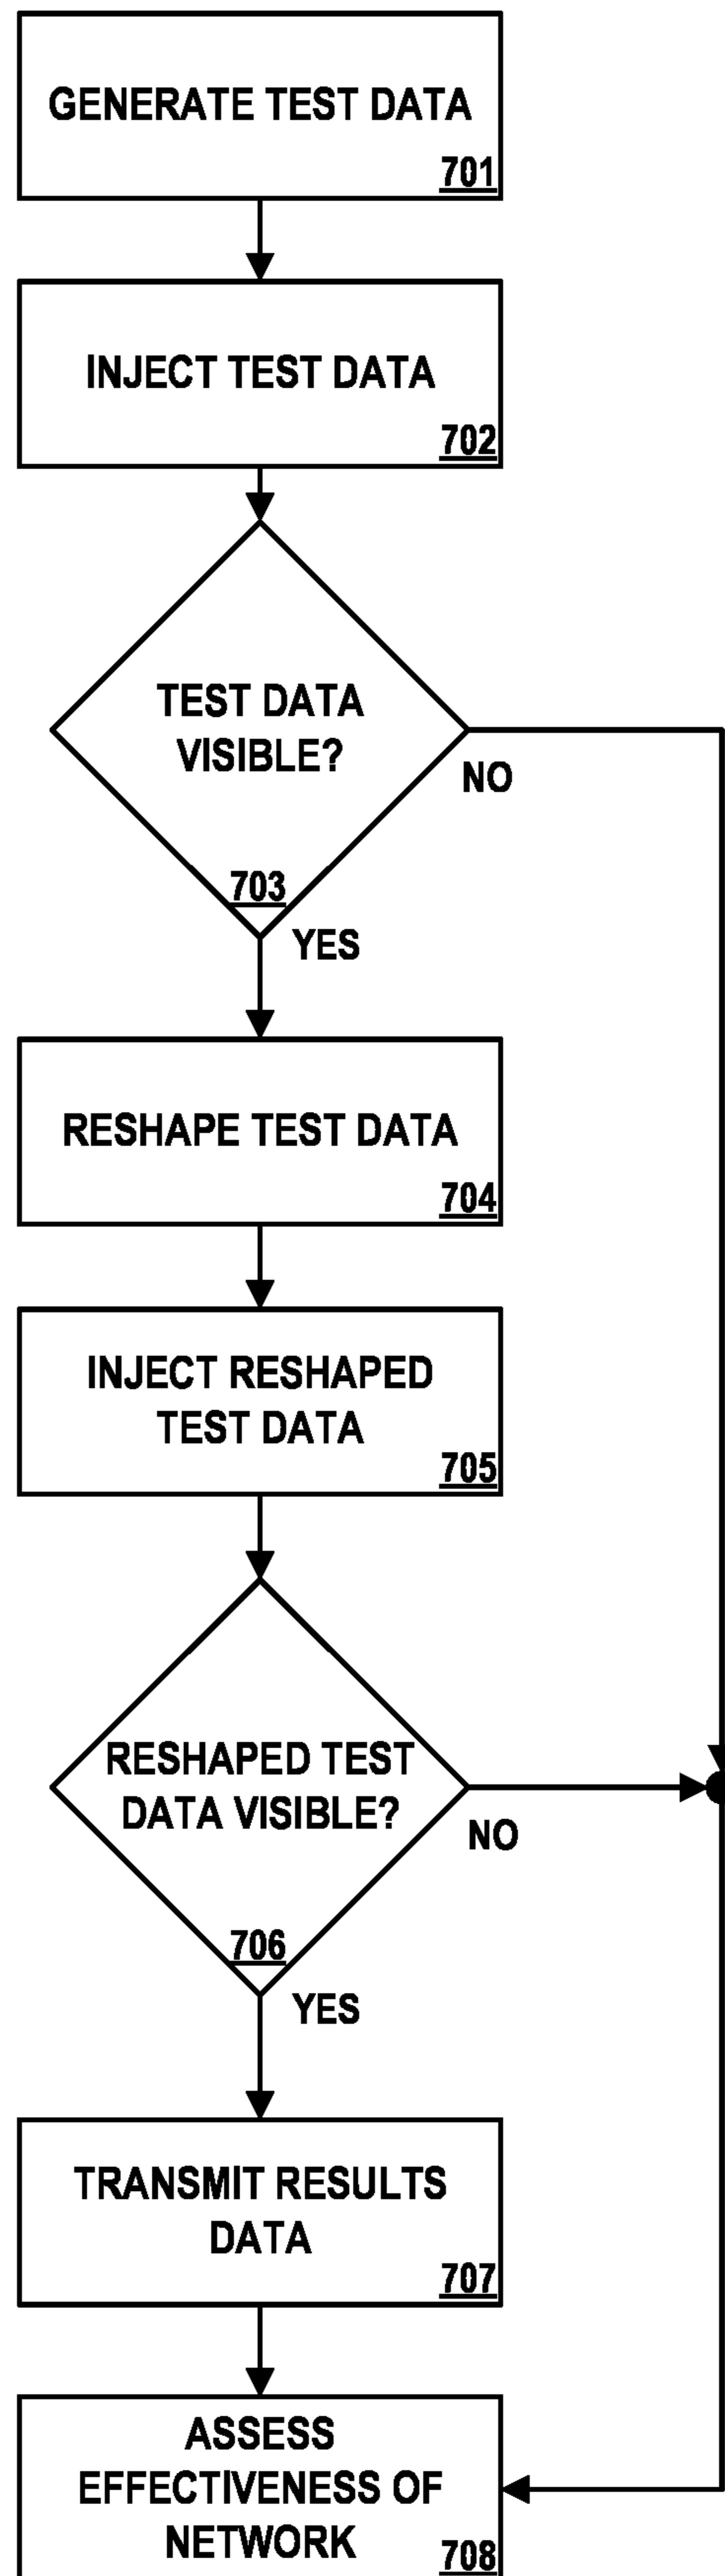 GENERATE TEST DATA
701
INJECT TEST DATA
702
TEST DATA
VISIBLE?
NO
703
YES
RESHAPE TEST DATA
704
INJECT RESHAPED
TEST DATA
705
RESHAPED TEST
DATA VISIBLE?
NO
706
YES
TRANSMIT RESULTS
DATA
707
ASSESS
EFFECTIVENESS OF
NETWORK
708